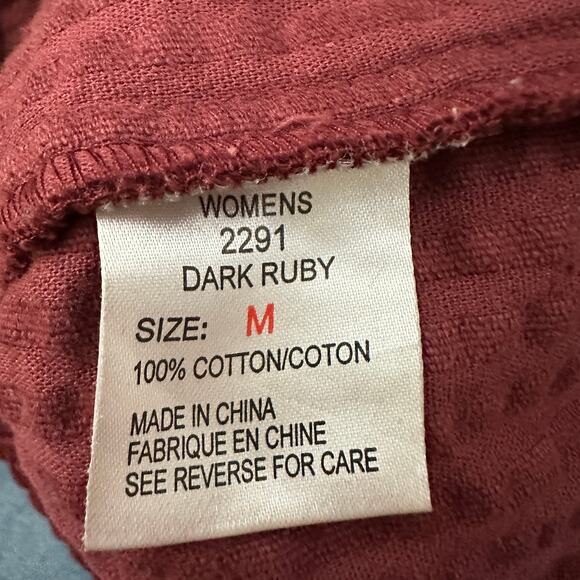 WOMENS
2291
DARK RUBY
SIZE: M
100% COTTON/COTON
MADE IN CHINA
FABRIQUE EN CHINE
SEE REVERSE FOR CARE